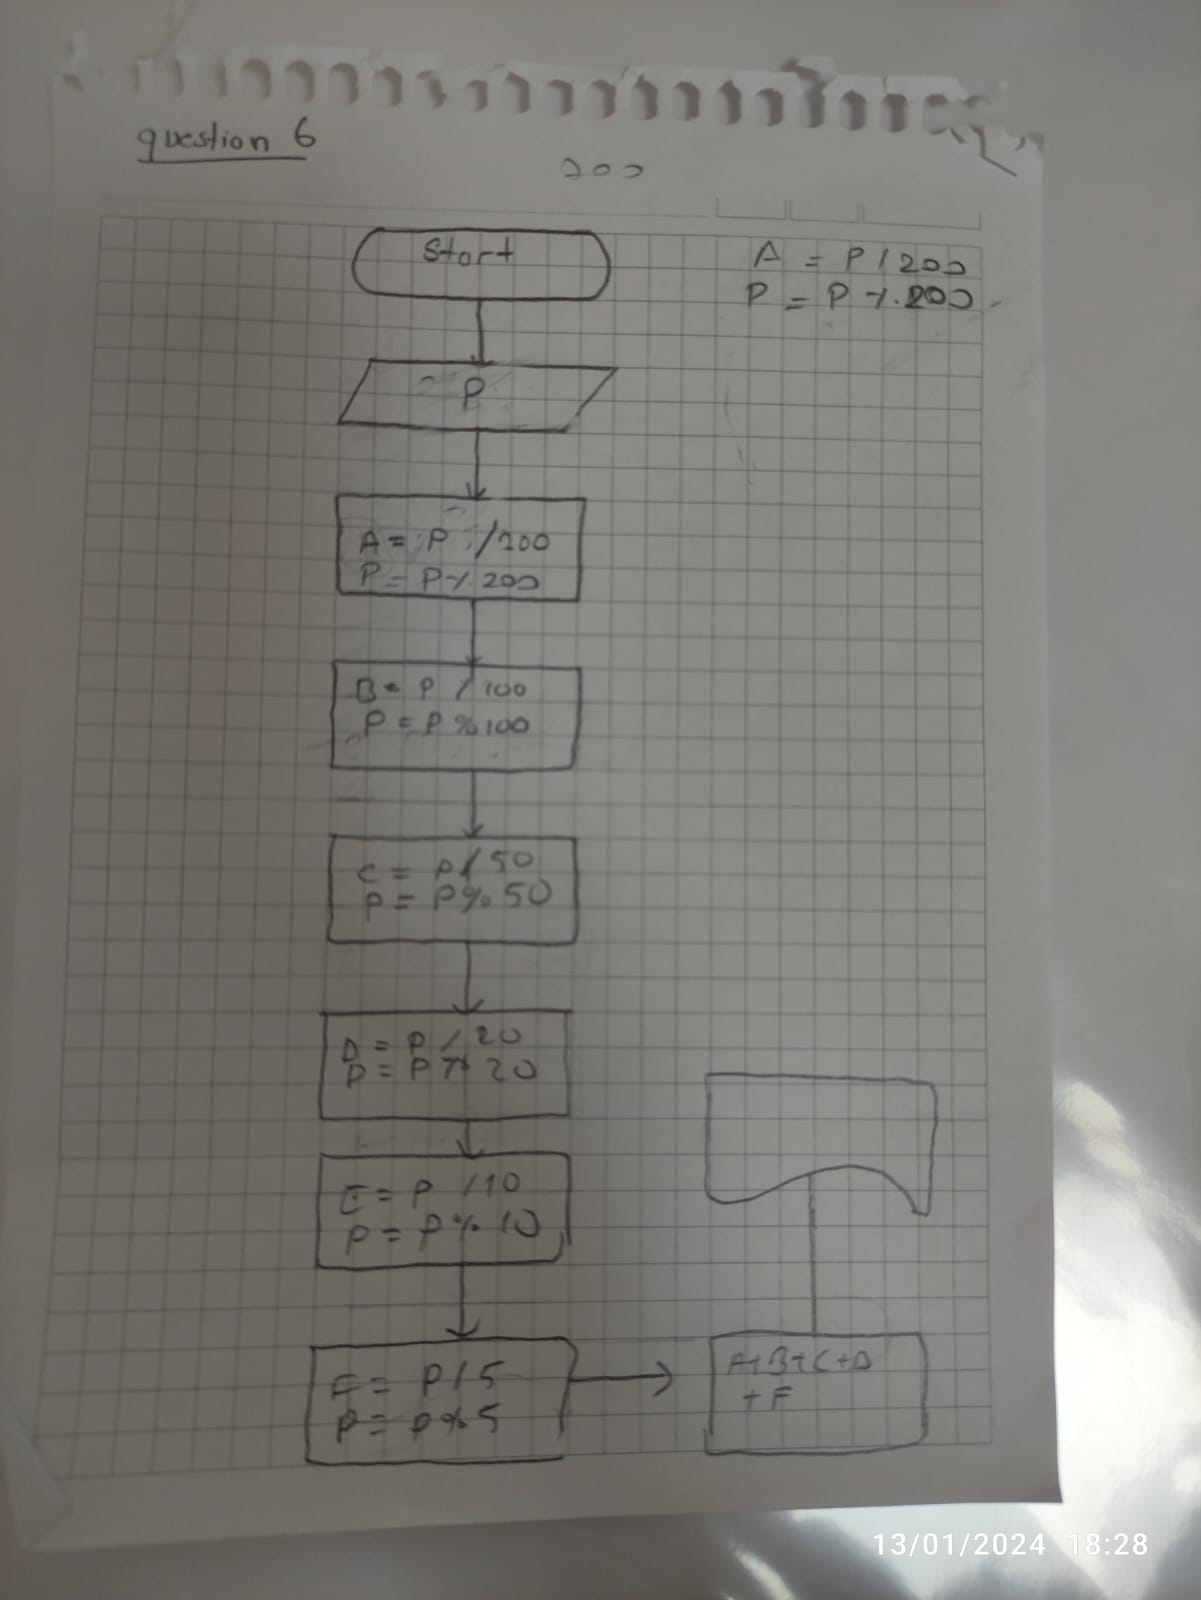 question 6
200
Start
A = P / 200
P = P % 200
P
A = P / 200
P = P % 200
B = P / 100
P = P % 100
C = P / 50
P = P % 50
D = P / 20
P = P % 20
E = P / 10
P = P % 10
F = P / 5
P = P % 5
A+B+C+D
+F
13/01/2024 18:28